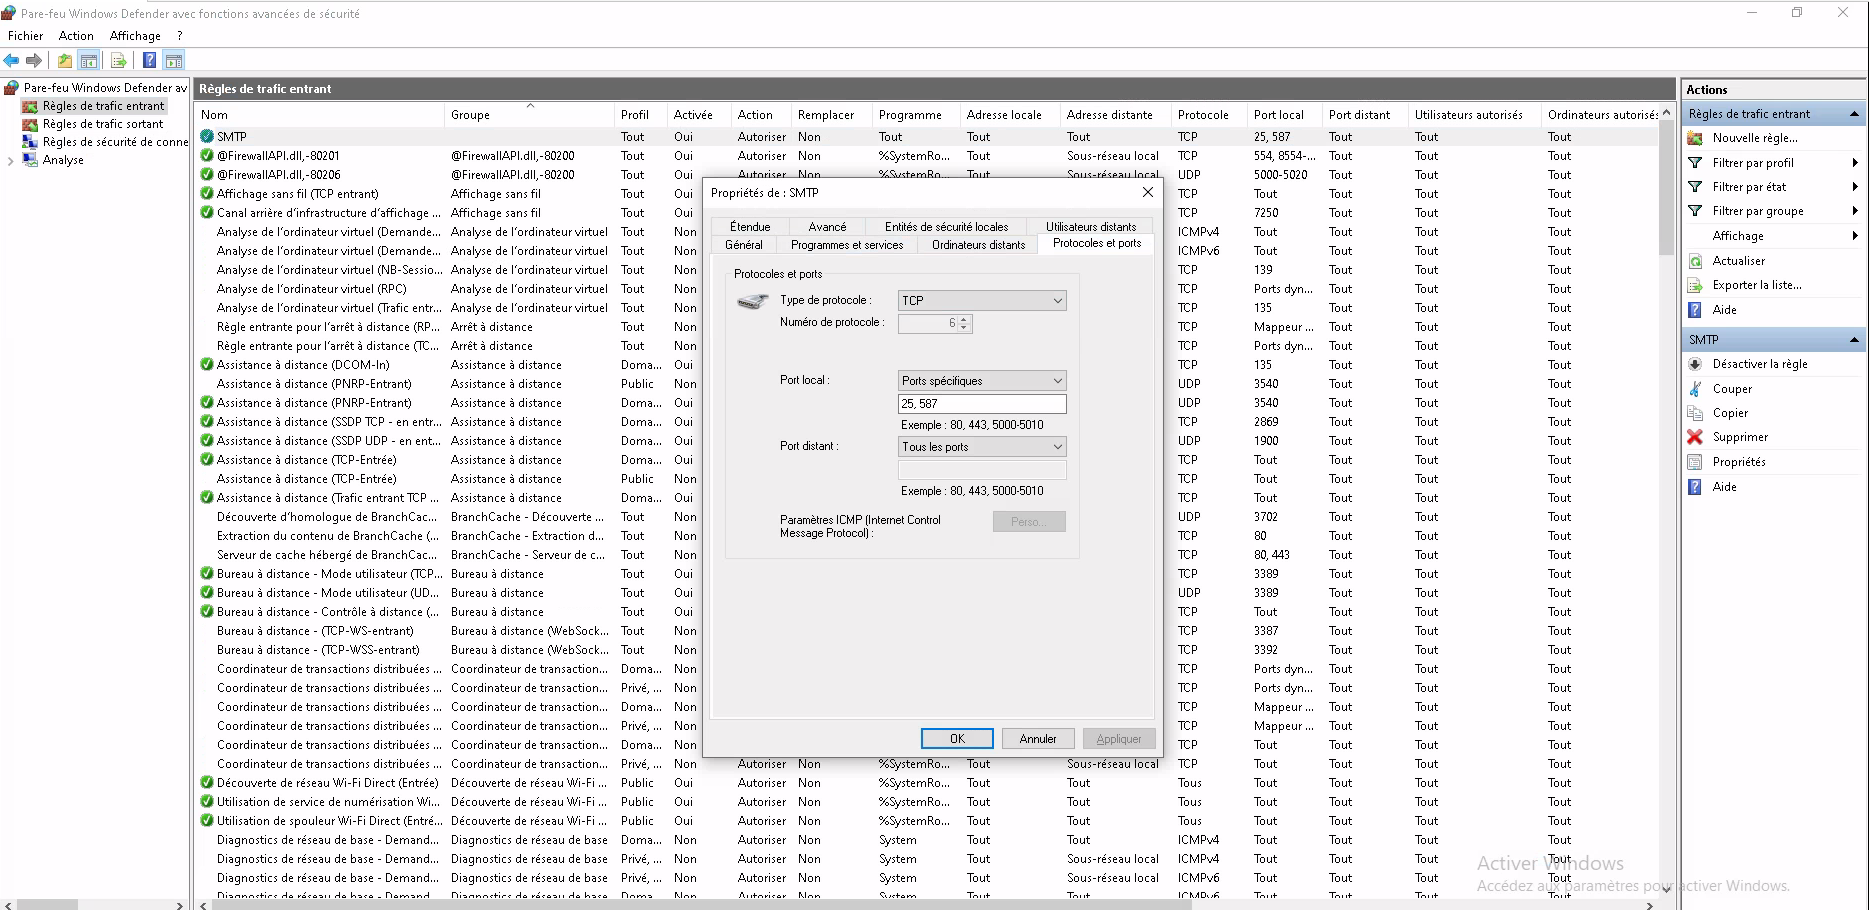 Pare-feu Windows Defender avec fonctions avancées de sécurité
Fichier Action Affichage ?
Pare-feu Windows Defender av
Règles de trafic entrant
Règles de trafic sortant
Règles de sécurité de conne
Analyse
Règles de trafic entrant
Nom Groupe Profil Activée Action Remplacer Programme Adresse locale Adresse distante Protocole Port local Port distant Utilisateurs autorisés Ordinateurs autorisés
SMTP Tout Oui Autoriser Non Tout Tout Tout TCP 25, 587 Tout Tout Tout
@FirewallAPI.dll,-80201 @FirewallAPI.dll,-80200 Tout Oui Autoriser Non %SystemRo... Tout Sous-réseau local TCP 554, 8554-... Tout Tout Tout
@FirewallAPI.dll,-80206 @FirewallAPI.dll,-80200 Tout Oui Autoriser Non %SystemRo... Tout Sous-réseau local UDP 5000-5020 Tout Tout Tout
Affichage sans fil (TCP entrant) Affichage sans fil Tout Oui TCP Tout Tout Tout Tout
Canal arrière d'infrastructure d'affichage ... Affichage sans fil Tout Oui TCP 7250 Tout Tout Tout
Analyse de l'ordinateur virtuel (Demande... Analyse de l'ordinateur virtuel Tout Non ICMPv4 Tout Tout Tout Tout
Analyse de l'ordinateur virtuel (Demande... Analyse de l'ordinateur virtuel Tout Non ICMPv6 Tout Tout Tout Tout
Analyse de l'ordinateur virtuel (NB-Sessio... Analyse de l'ordinateur virtuel Tout Non TCP 139 Tout Tout Tout
Analyse de l'ordinateur virtuel (RPC) Analyse de l'ordinateur virtuel Tout Non TCP Ports dyn... Tout Tout Tout
Analyse de l'ordinateur virtuel (Trafic entr... Analyse de l'ordinateur virtuel Tout Non TCP 135 Tout Tout Tout
Règle entrante pour l'arrêt à distance (RP... Arrêt à distance Tout Non TCP Mappeur ... Tout Tout Tout
Règle entrante pour l'arrêt à distance (TC... Arrêt à distance Tout Non TCP Ports dyn... Tout Tout Tout
Assistance à distance (DCOM-In) Assistance à distance Doma... Oui TCP 135 Tout Tout Tout
Assistance à distance (PNRP-Entrant) Assistance à distance Public Non UDP 3540 Tout Tout Tout
Assistance à distance (PNRP-Entrant) Assistance à distance Doma... Oui UDP 3540 Tout Tout Tout
Assistance à distance (SSDP TCP - en entr... Assistance à distance Doma... Oui TCP 2869 Tout Tout Tout
Assistance à distance (SSDP UDP - en ent... Assistance à distance Doma... Oui UDP 1900 Tout Tout Tout
Assistance à distance (TCP-Entrée) Assistance à distance Doma... Oui TCP Tout Tout Tout Tout
Assistance à distance (TCP-Entrée) Assistance à distance Public Non TCP Tout Tout Tout Tout
Assistance à distance (Trafic entrant TCP ... Assistance à distance Doma... Oui TCP Tout Tout Tout Tout
Découverte d'homologue de BranchCac... BranchCache - Découverte ... Tout Non UDP 3702 Tout Tout Tout
Extraction du contenu de BranchCache (... BranchCache - Extraction d... Tout Non TCP 80 Tout Tout Tout
Serveur de cache hébergé de BranchCac... BranchCache - Serveur de c... Tout Non TCP 80, 443 Tout Tout Tout
Bureau à distance - Mode utilisateur (TCP... Bureau à distance Tout Oui TCP 3389 Tout Tout Tout
Bureau à distance - Mode utilisateur (UD... Bureau à distance Tout Oui UDP 3389 Tout Tout Tout
Bureau à distance - Contrôle à distance (... Bureau à distance Tout Oui TCP Tout Tout Tout Tout
Bureau à distance - (TCP-WS-entrant) Bureau à distance (WebSock... Tout Non TCP 3387 Tout Tout Tout
Bureau à distance - (TCP-WSS-entrant) Bureau à distance (WebSock... Tout Non TCP 3392 Tout Tout Tout
Coordinateur de transactions distribuées ... Coordinateur de transaction... Doma... Non TCP Ports dyn... Tout Tout Tout
Coordinateur de transactions distribuées ... Coordinateur de transaction... Privé, ... Non TCP Ports dyn... Tout Tout Tout
Coordinateur de transactions distribuées ... Coordinateur de transaction... Doma... Non TCP Mappeur ... Tout Tout Tout
Coordinateur de transactions distribuées ... Coordinateur de transaction... Privé, ... Non TCP Mappeur ... Tout Tout Tout
Coordinateur de transactions distribuées ... Coordinateur de transaction... Doma... Non TCP Tout Tout Tout Tout
Coordinateur de transactions distribuées ... Coordinateur de transaction... Privé, ... Non Autoriser Non %SystemRo... Tout Sous-réseau local TCP Tout Tout Tout Tout
Découverte de réseau Wi-Fi Direct (Entrée) Découverte de réseau Wi-Fi ... Public Oui Autoriser Non %SystemRo... Tout Tout Tous Tout Tout Tout Tout
Utilisation de service de numérisation Wi... Découverte de réseau Wi-Fi ... Public Oui Autoriser Non %SystemRo... Tout Tout Tous Tout Tout Tout Tout
Utilisation de spouleur Wi-Fi Direct (Entré... Découverte de réseau Wi-Fi ... Public Oui Autoriser Non %SystemRo... Tout Tout Tous Tout Tout Tout Tout
Diagnostics de réseau de base - Demand... Diagnostics de réseau de base Doma... Non Autoriser Non System Tout Tout ICMPv4 Tout Tout Tout Tout
Diagnostics de réseau de base - Demand... Diagnostics de réseau de base Privé, ... Non Autoriser Non System Tout Sous-réseau local ICMPv4 Tout Tout Tout Tout
Diagnostics de réseau de base - Demand... Diagnostics de réseau de base Privé, ... Non Autoriser Non System Tout Sous-réseau local ICMPv6 Tout Tout Tout Tout
Diagnostics de réseau de base - Demand... Diagnostics de réseau de base Doma... Non Autoriser Non System Tout Tout ICMPv6 Tout Tout Tout Tout
Propriétés de : SMTP
Étendue Avancé Entités de sécurité locales Utilisateurs distants
Général Programmes et services Ordinateurs distants Protocoles et ports
Protocoles et ports
Type de protocole : TCP
Numéro de protocole : 6
Port local : Ports spécifiques
25, 587
Exemple : 80, 443, 5000-5010
Port distant : Tous les ports
Exemple : 80, 443, 5000-5010
Paramètres ICMP (Internet Control
Message Protocol) :
Perso...
OK Annuler Appliquer
Actions
Règles de trafic entrant
Nouvelle règle...
Filtrer par profil
Filtrer par état
Filtrer par groupe
Affichage
Actualiser
Exporter la liste...
Aide
SMTP
Désactiver la règle
Couper
Copier
Supprimer
Propriétés
Aide
Activer Windows
Accédez aux paramètres pour activer Windows.